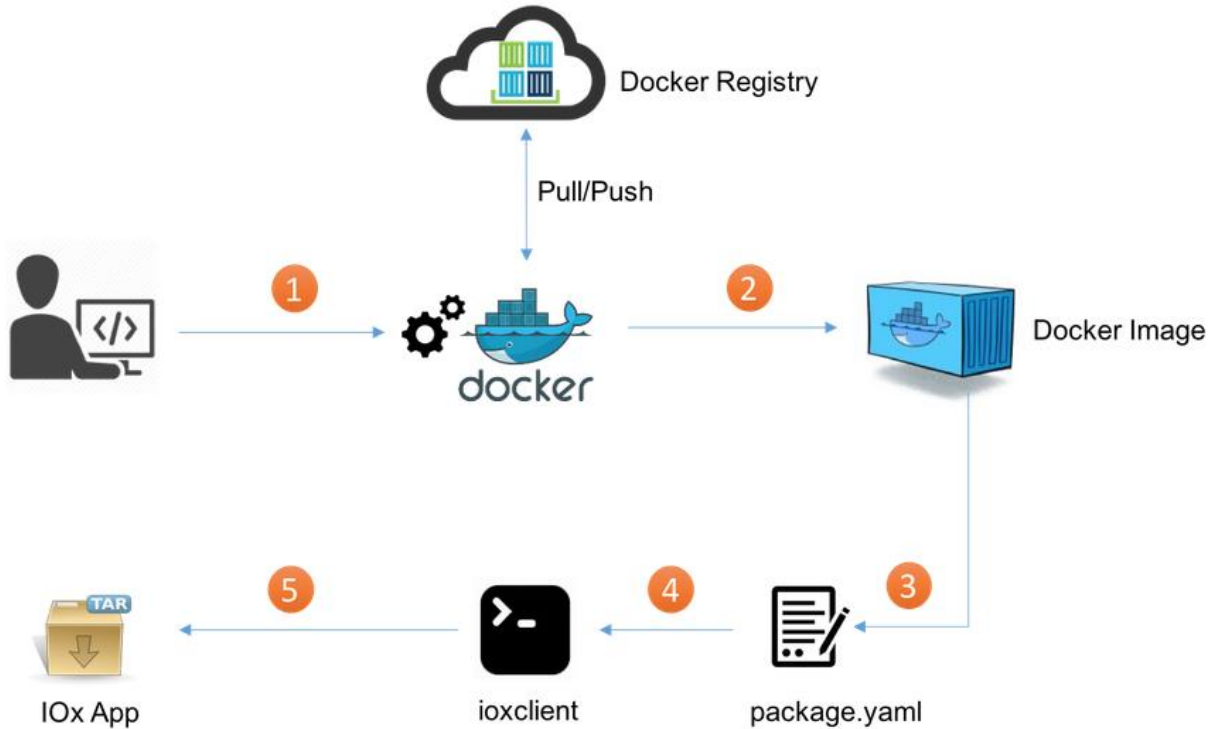 Docker Registry
Pull/Push
1
2
</>
docker
Docker Image
5
4
3
TAR
>_
IOx App
ioxclient
package.yaml